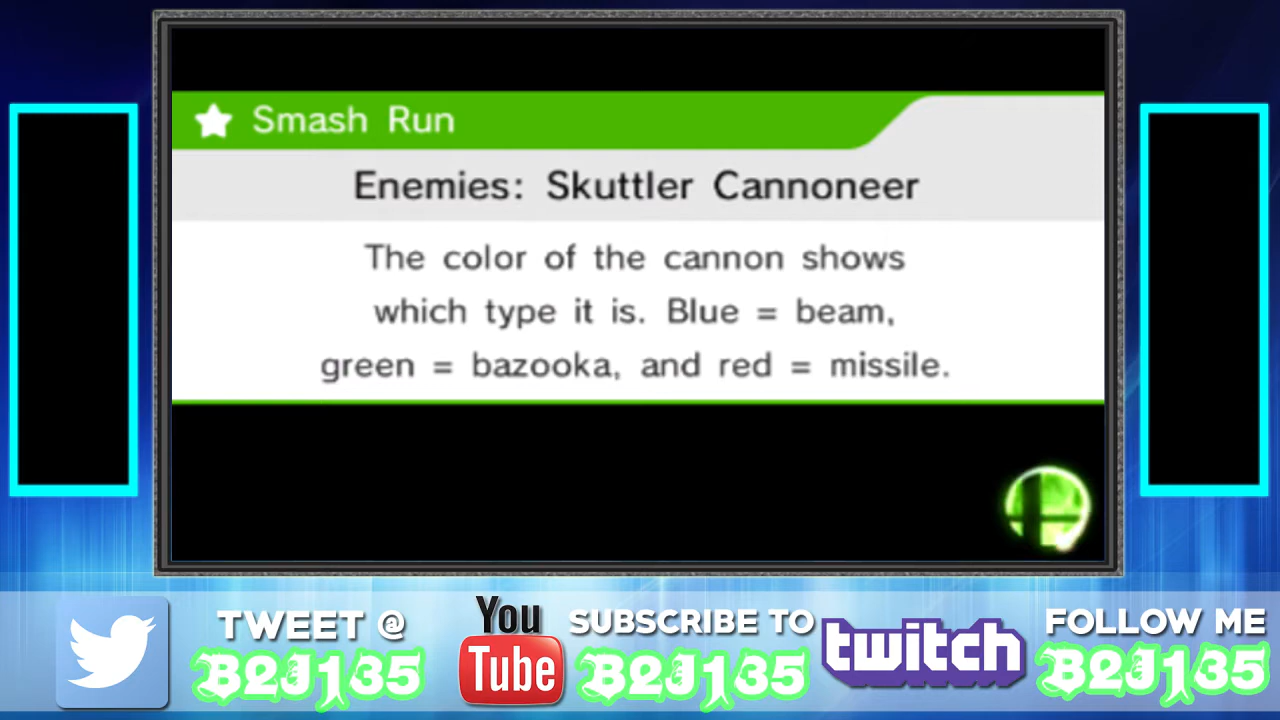 Smash Run
Enemies: Skuttler Cannoneer
The color of the cannon shows
which type it is. Blue = beam,
green = bazooka, and red = missile.
TWEET @
B2J135
You
Tube
SUBSCRIBE TO
B2J135
twitch
FOLLOW ME
B2J135